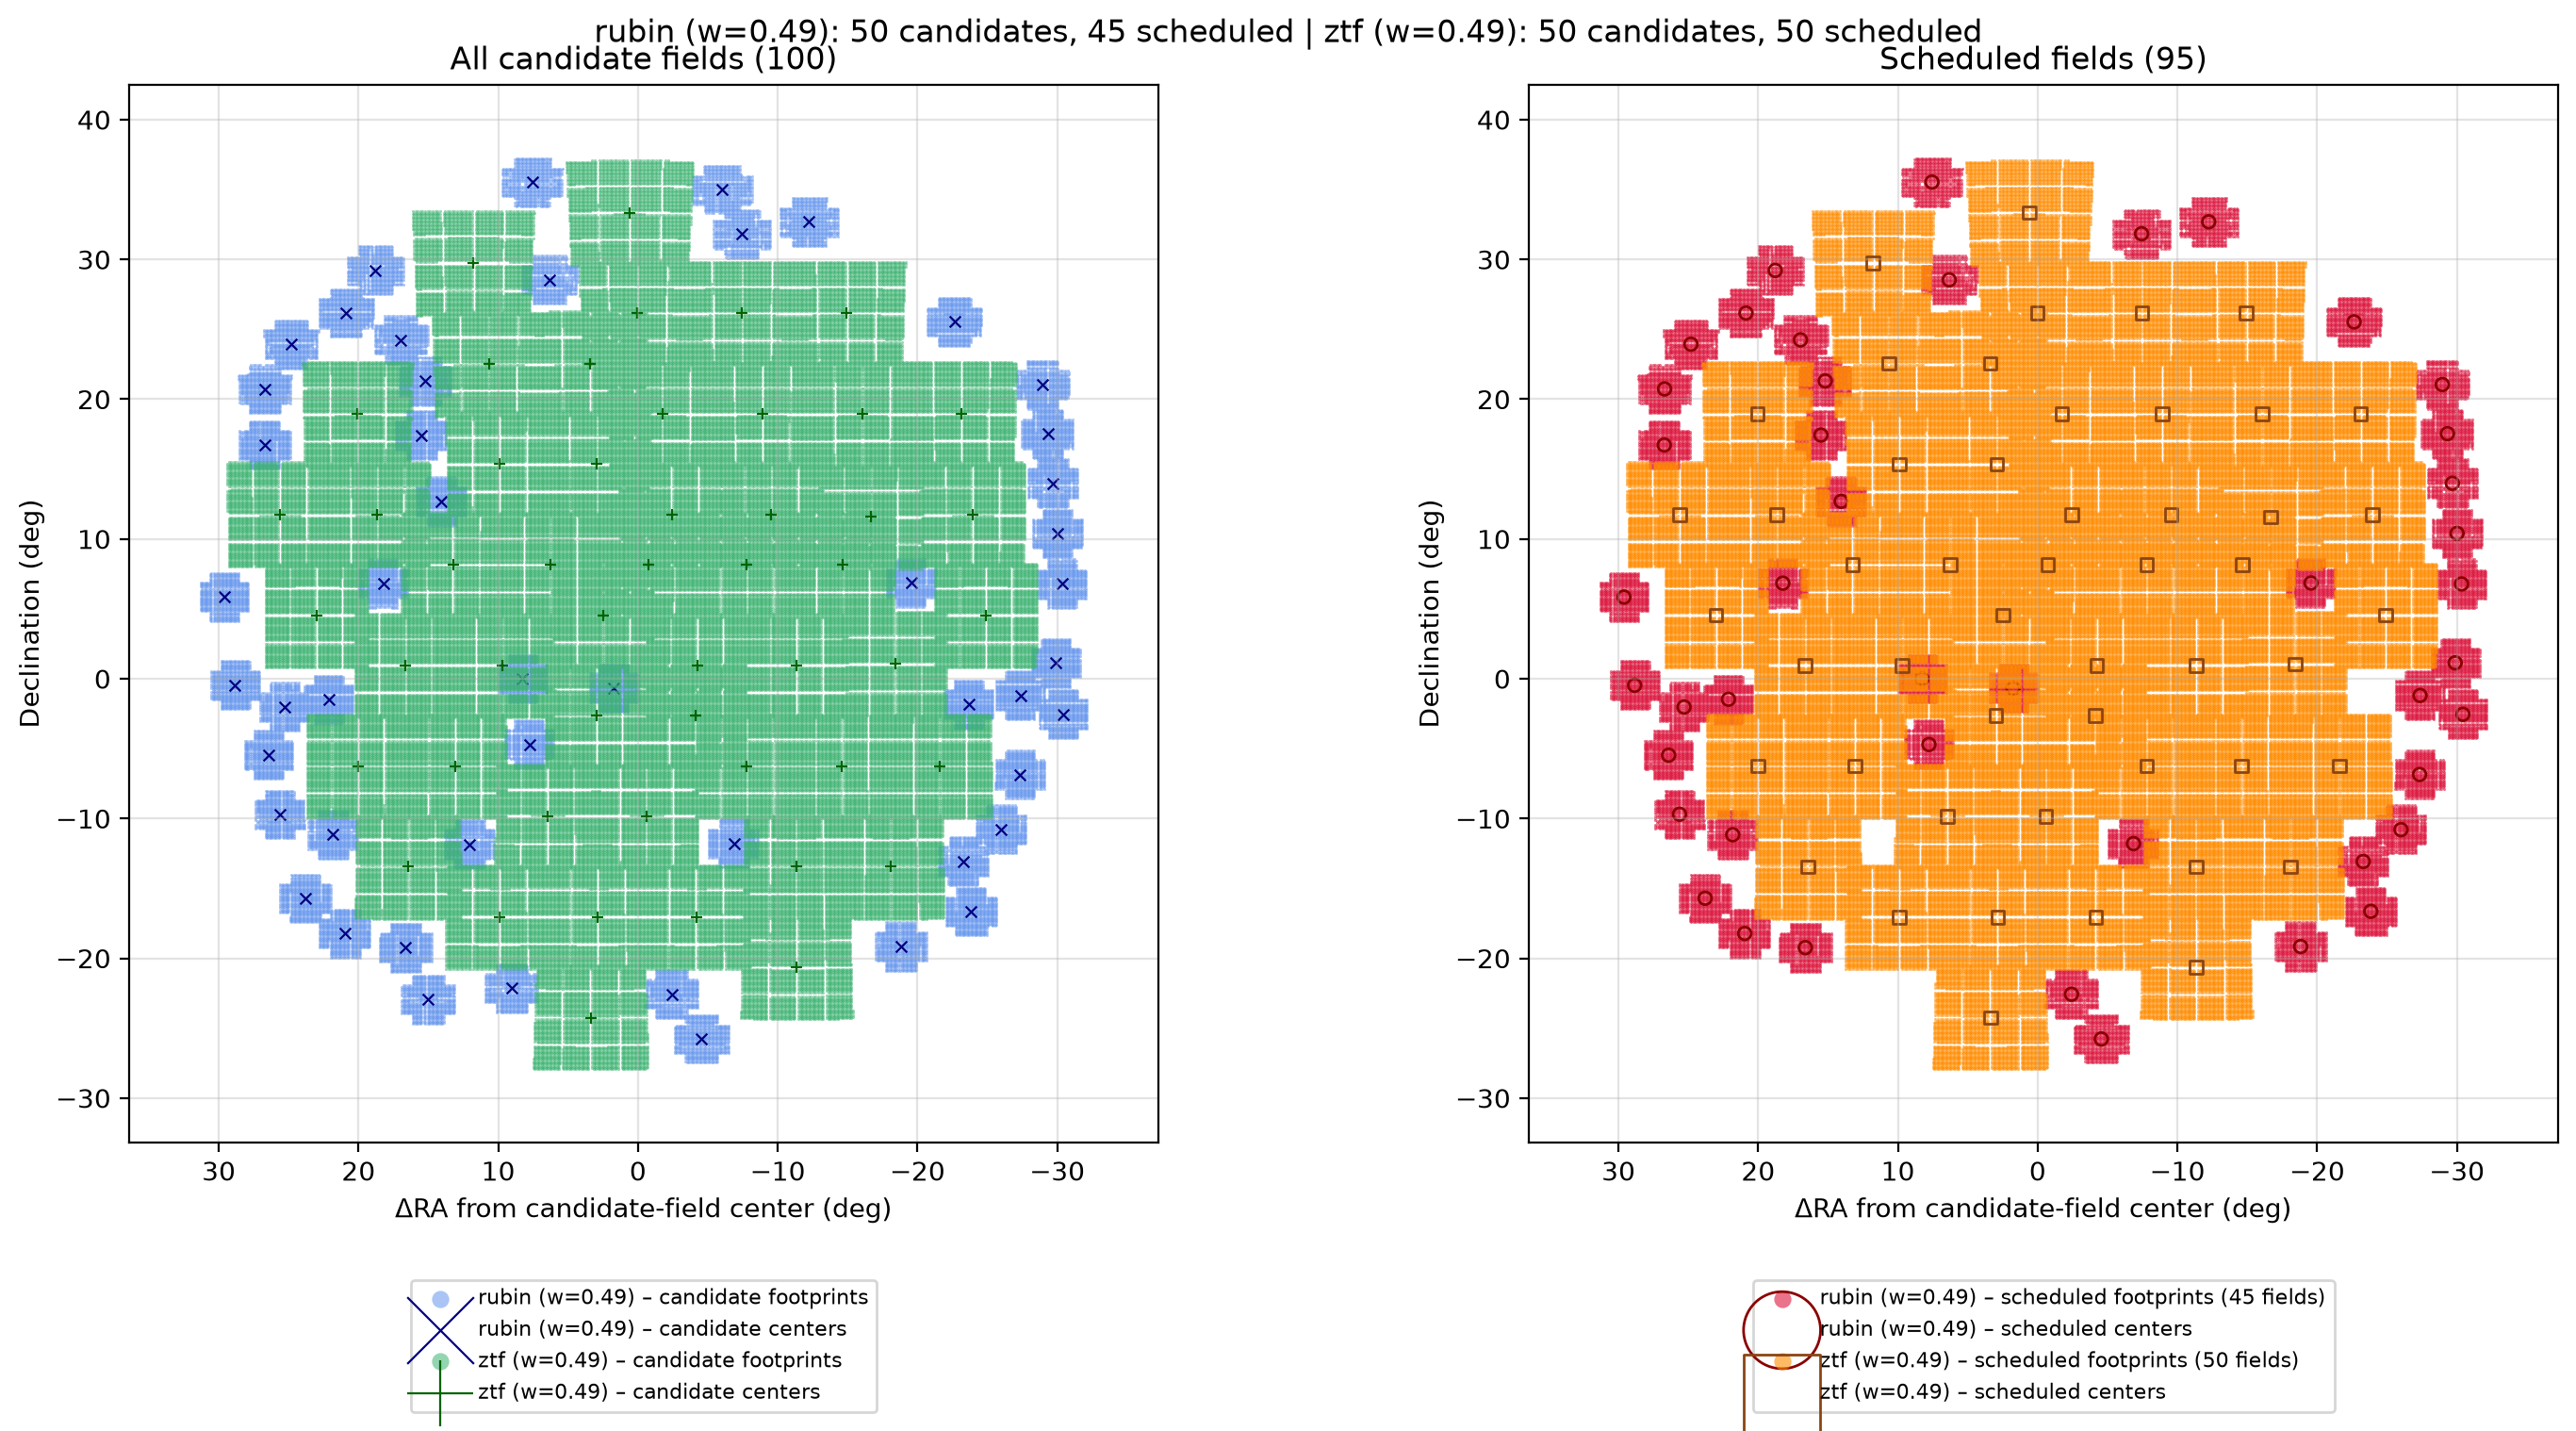 rubin (w=0.49): 50 candidates, 45 scheduled | ztf (w=0.49): 50 candidates, 50 scheduled
All candidate fields (100)
40
30
20
10
0
−10
−20
−30
Declination (deg)
30 20 10 0 −10 −20 −30
ΔRA from candidate-field center (deg)
rubin (w=0.49) – candidate footprints
rubin (w=0.49) – candidate centers
ztf (w=0.49) – candidate footprints
ztf (w=0.49) – candidate centers
Scheduled fields (95)
40
30
20
10
0
−10
−20
−30
Declination (deg)
30 20 10 0 −10 −20 −30
ΔRA from candidate-field center (deg)
rubin (w=0.49) – scheduled footprints (45 fields)
rubin (w=0.49) – scheduled centers
ztf (w=0.49) – scheduled footprints (50 fields)
ztf (w=0.49) – scheduled centers